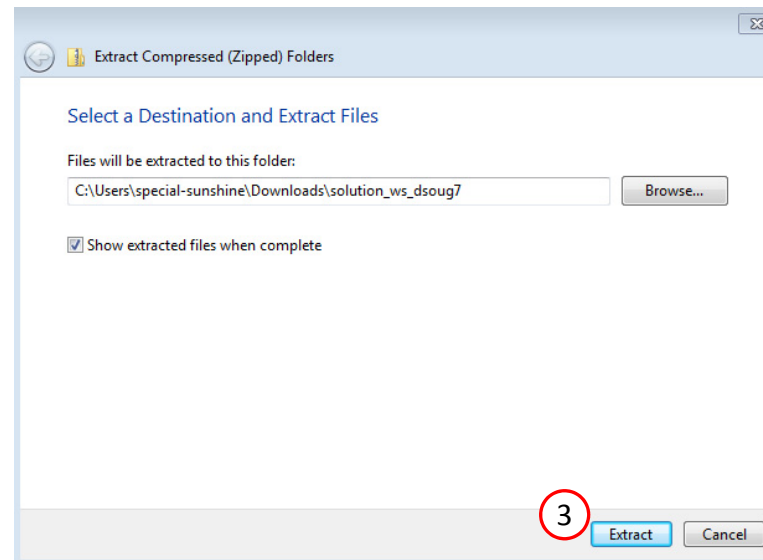 Extract Compressed (Zipped) Folders
Select a Destination and Extract Files
Files will be extracted to this folder:
C:\Users\special-sunshine\Downloads\solution_ws_dsoug7
Browse...
Show extracted files when complete
3
Extract
Cancel